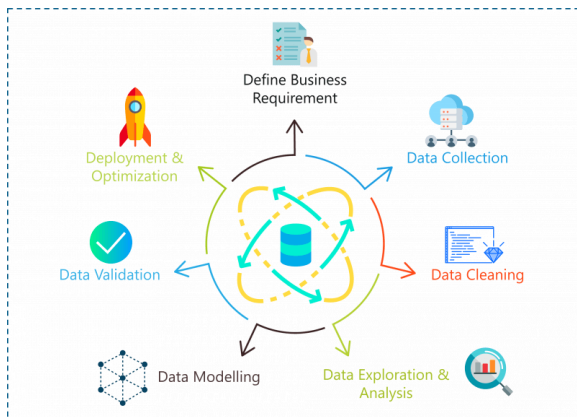 Define Business
Requirement
Data Collection
Data Cleaning
Data Exploration &
Analysis
Data Modelling
Data Validation
Deployment &
Optimization